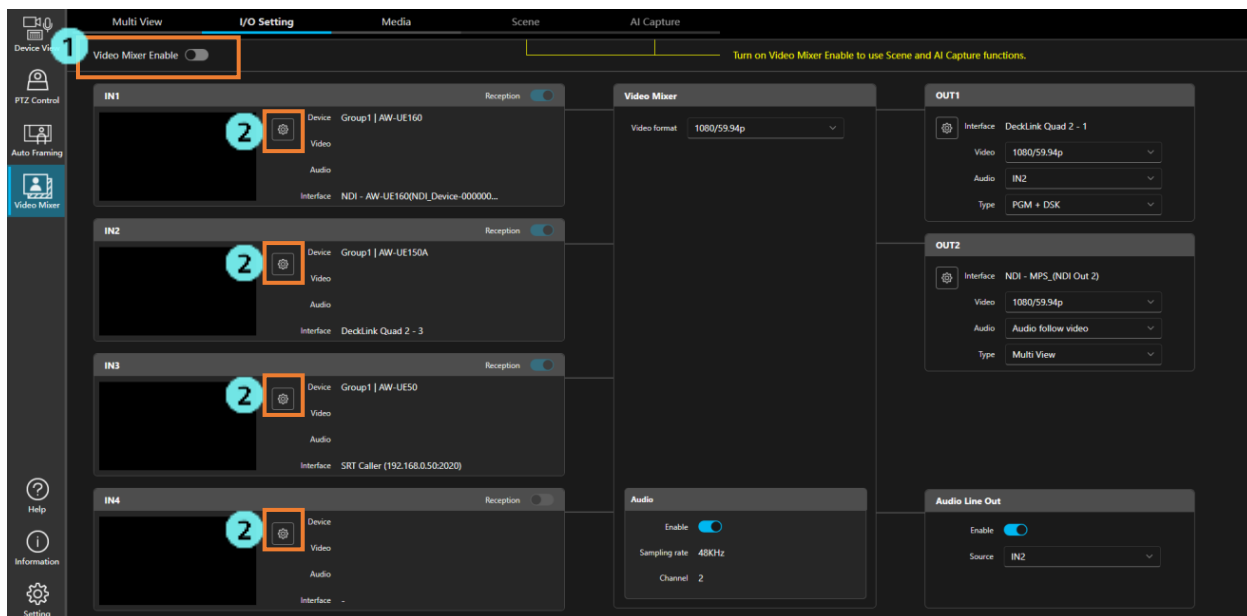 Multi View
I/O Setting
Media
Scene
AI Capture
Device View
1
Video Mixer Enable
Turn on Video Mixer Enable to use Scene and AI Capture functions.
PTZ Control
Auto Framing
Video Mixer
IN1
Reception
2
Device Group1 | AW-UE160
Video
Audio
Interface NDI - AW-UE160(NDI_Device-000000...
IN2
Reception
2
Device Group1 | AW-UE150A
Video
Audio
Interface DeckLink Quad 2 - 3
IN3
Reception
2
Device Group1 | AW-UE50
Video
Audio
Interface SRT Caller (192.168.0.50:2020)
IN4
Reception
2
Device
Video
Audio
Interface -
Video Mixer
Video format 1080/59.94p
Audio
Enable
Sampling rate 48KHz
Channel 2
OUT1
Interface DeckLink Quad 2 - 1
Video 1080/59.94p
Audio IN2
Type PGM + DSK
OUT2
Interface NDI - MPS_(NDI Out 2)
Video 1080/59.94p
Audio Audio follow video
Type Multi View
Audio Line Out
Enable
Source IN2
Help
Information
Setting